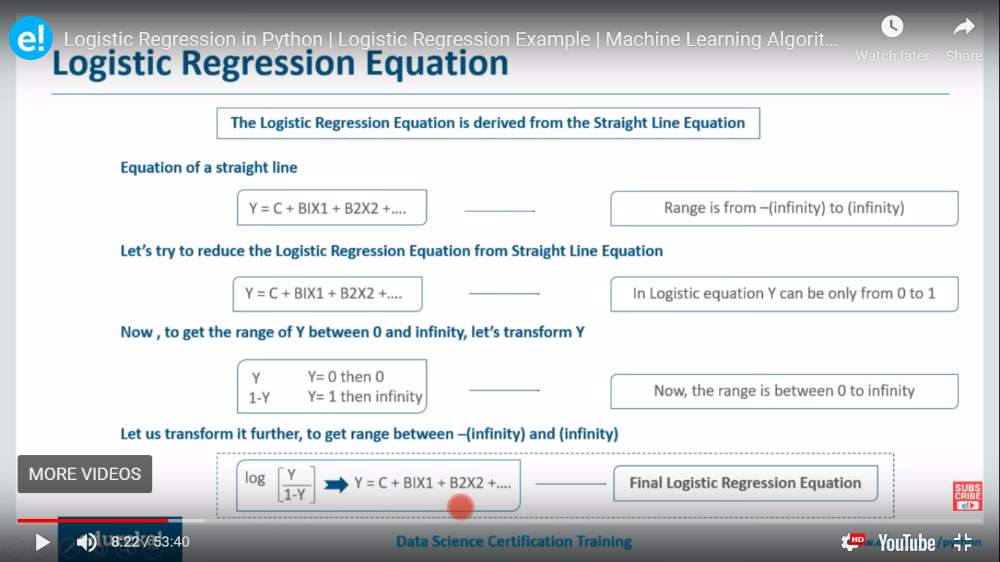 e!
Logistic Regression in Python | Logistic Regression Example | Machine Learning Algorit...
Watch later
Share
Logistic Regression Equation
The Logistic Regression Equation is derived from the Straight Line Equation
Equation of a straight line
Y = C + BIX1 + B2X2 +....
Range is from –(infinity) to (infinity)
Let's try to reduce the Logistic Regression Equation from Straight Line Equation
Y = C + BIX1 + B2X2 +....
In Logistic equation Y can be only from 0 to 1
Now , to get the range of Y between 0 and infinity, let's transform Y
Y Y= 0 then 0
1-Y Y= 1 then infinity
Now, the range is between 0 to infinity
Let us transform it further, to get range between –(infinity) and (infinity)
log [Y
1-Y] Y = C + BIX1 + B2X2 +....
Final Logistic Regression Equation
MORE VIDEOS
SUBS
CRIBE
e!
edureka!
8:22 / 53:40
Data Science Certification Training
HD
YouTube